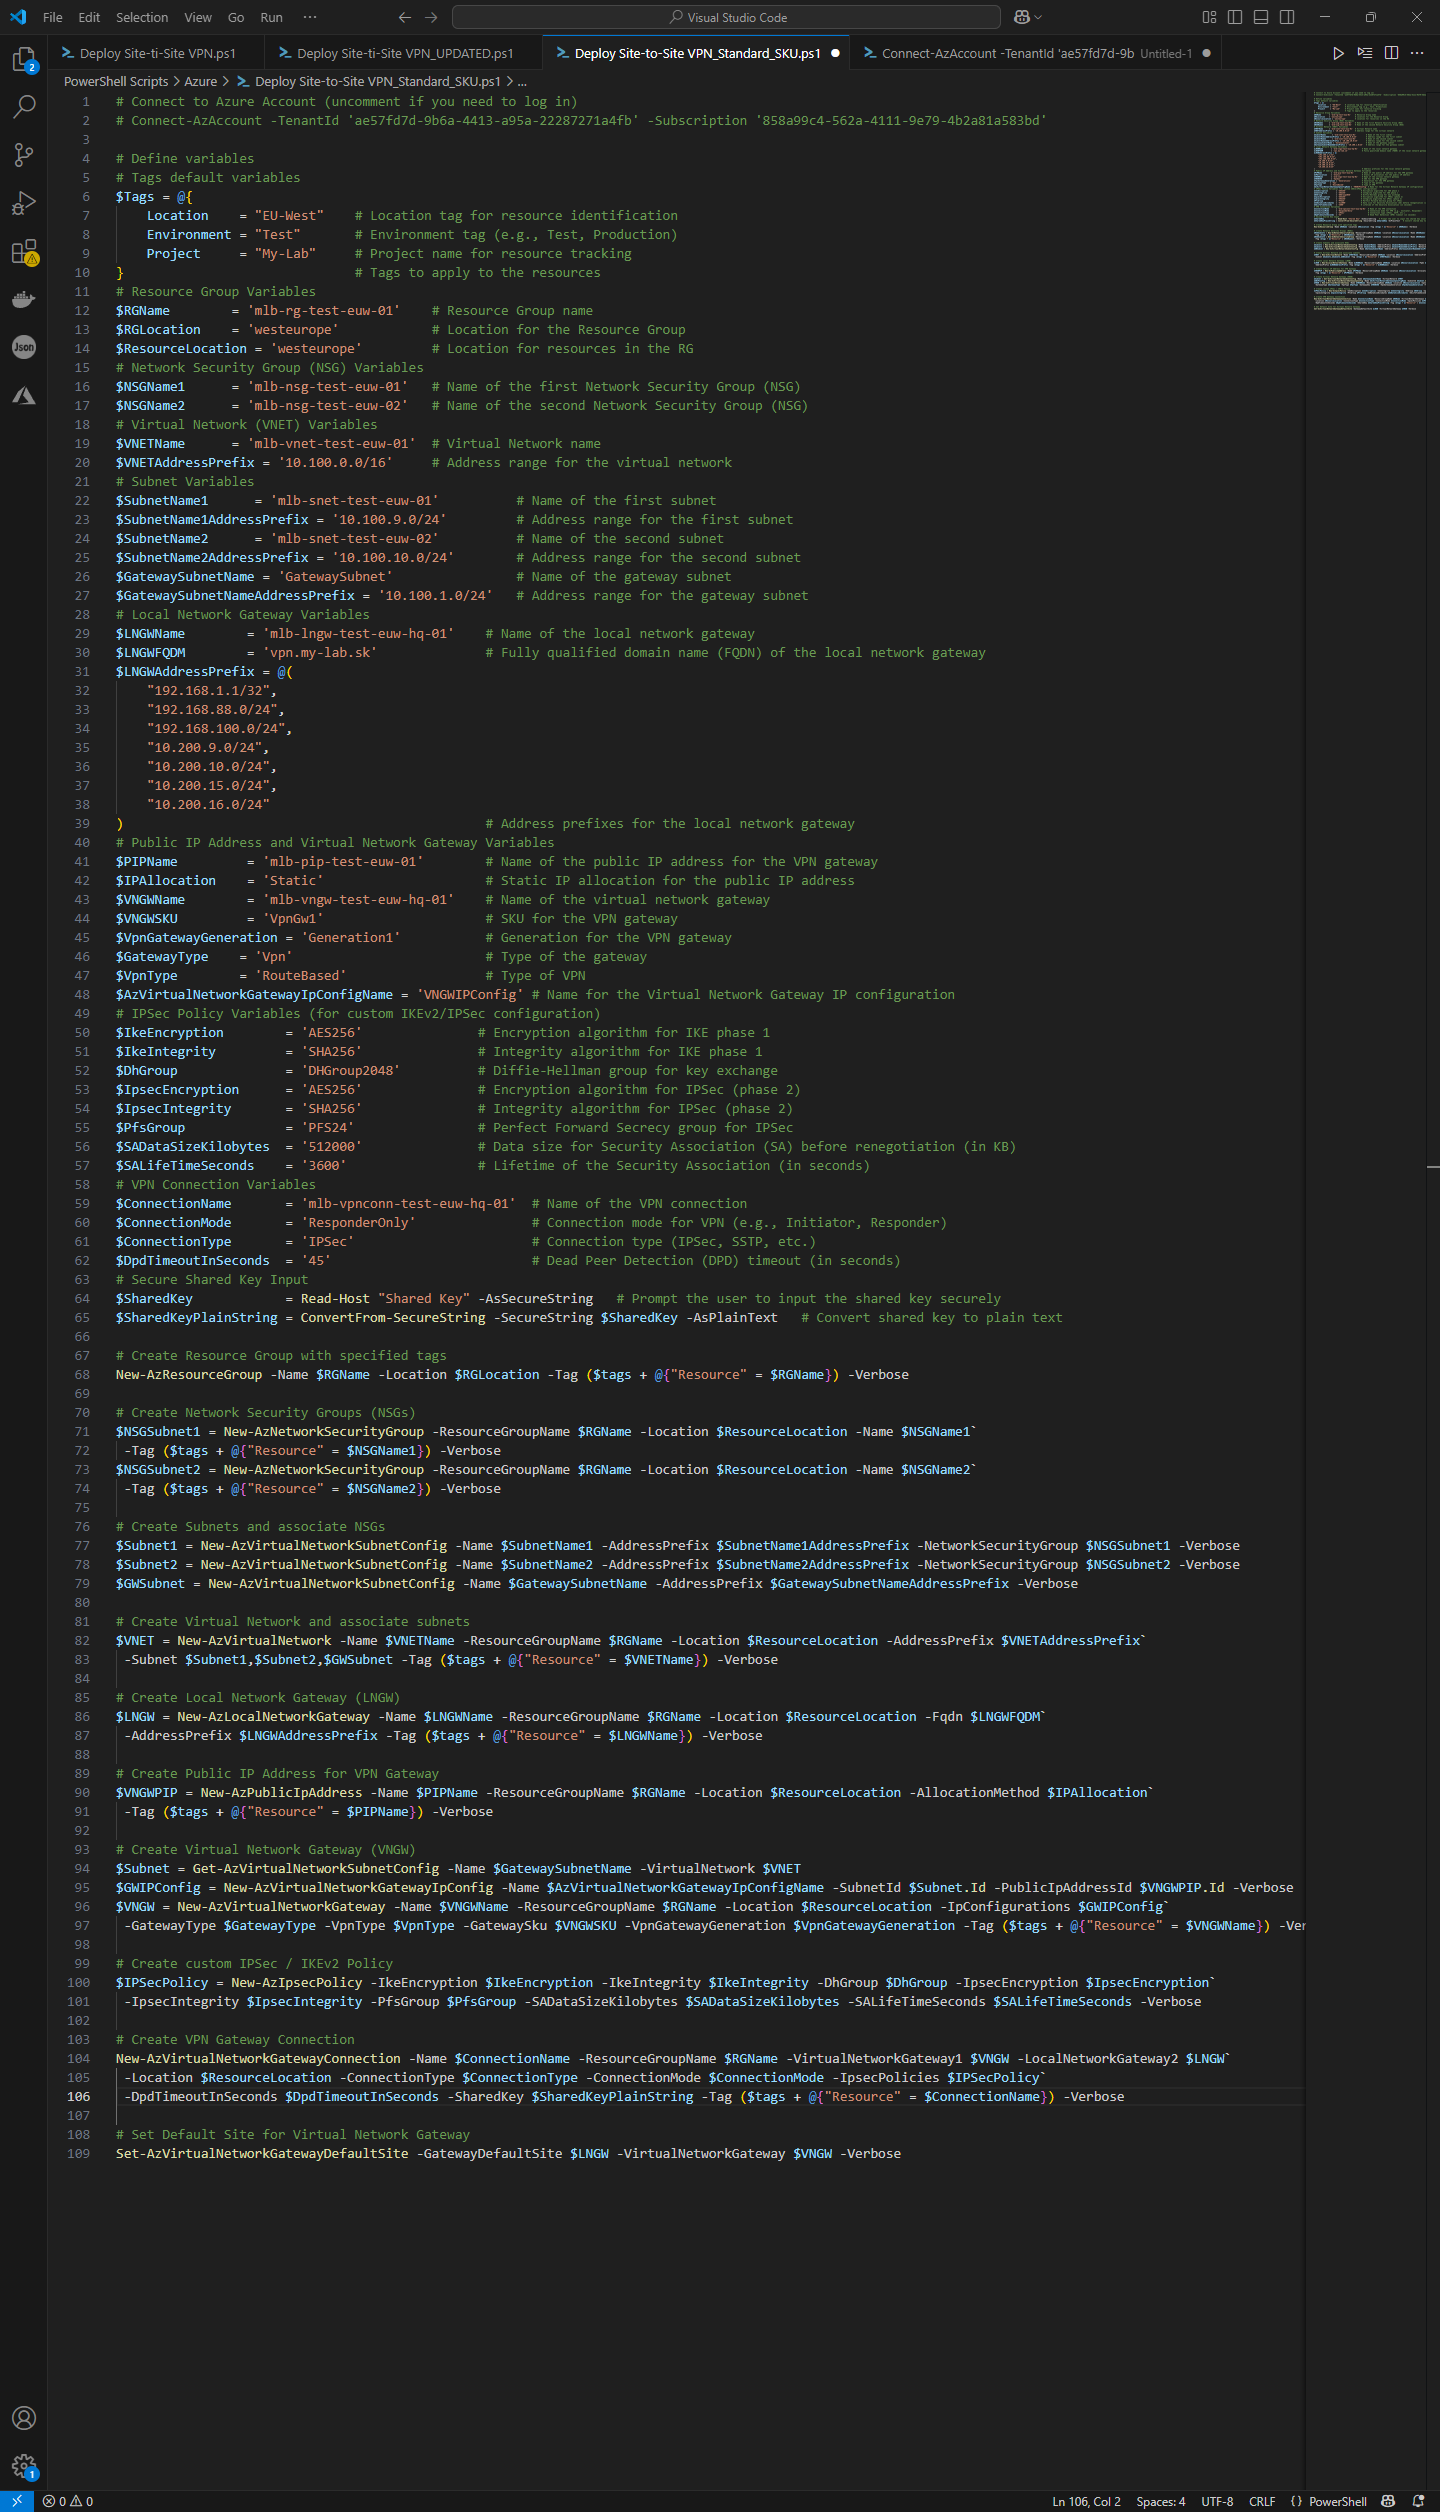 File Edit Selection View Go Run ··· Visual Studio Code
Deploy Site-ti-Site VPN.ps1 Deploy Site-ti-Site VPN_UPDATED.ps1 Deploy Site-to-Site VPN_Standard_SKU.ps1 Connect-AzAccount -TenantId 'ae57fd7d-9b Untitled-1
PowerShell Scripts > Azure > Deploy Site-to-Site VPN_Standard_SKU.ps1 > ...
1 # Connect to Azure Account (uncomment if you need to log in)
2 # Connect-AzAccount -TenantId 'ae57fd7d-9b6a-4413-a95a-22287271a4fb' -Subscription '858a99c4-562a-4111-9e79-4b2a81a583bd'
3
4 # Define variables
5 # Tags default variables
6 $Tags = @{
7     Location    = "EU-West"    # Location tag for resource identification
8     Environment = "Test"       # Environment tag (e.g., Test, Production)
9     Project     = "My-Lab"     # Project name for resource tracking
10 }                              # Tags to apply to the resources
11 # Resource Group Variables
12 $RGName        = 'mlb-rg-test-euw-01'    # Resource Group name
13 $RGLocation    = 'westeurope'            # Location for the Resource Group
14 $ResourceLocation = 'westeurope'         # Location for resources in the RG
15 # Network Security Group (NSG) Variables
16 $NSGName1      = 'mlb-nsg-test-euw-01'   # Name of the first Network Security Group (NSG)
17 $NSGName2      = 'mlb-nsg-test-euw-02'   # Name of the second Network Security Group (NSG)
18 # Virtual Network (VNET) Variables
19 $VNETName      = 'mlb-vnet-test-euw-01'  # Virtual Network name
20 $VNETAddressPrefix = '10.100.0.0/16'     # Address range for the virtual network
21 # Subnet Variables
22 $SubnetName1      = 'mlb-snet-test-euw-01'          # Name of the first subnet
23 $SubnetName1AddressPrefix = '10.100.9.0/24'         # Address range for the first subnet
24 $SubnetName2      = 'mlb-snet-test-euw-02'          # Name of the second subnet
25 $SubnetName2AddressPrefix = '10.100.10.0/24'        # Address range for the second subnet
26 $GatewaySubnetName = 'GatewaySubnet'                # Name of the gateway subnet
27 $GatewaySubnetNameAddressPrefix = '10.100.1.0/24'   # Address range for the gateway subnet
28 # Local Network Gateway Variables
29 $LNGWName        = 'mlb-lngw-test-euw-hq-01'    # Name of the local network gateway
30 $LNGWFQDM        = 'vpn.my-lab.sk'              # Fully qualified domain name (FQDN) of the local network gateway
31 $LNGWAddressPrefix = @(
32     "192.168.1.1/32",
33     "192.168.88.0/24",
34     "192.168.100.0/24",
35     "10.200.9.0/24",
36     "10.200.10.0/24",
37     "10.200.15.0/24",
38     "10.200.16.0/24"
39 )                                               # Address prefixes for the local network gateway
40 # Public IP Address and Virtual Network Gateway Variables
41 $PIPName         = 'mlb-pip-test-euw-01'        # Name of the public IP address for the VPN gateway
42 $IPAllocation    = 'Static'                     # Static IP allocation for the public IP address
43 $VNGWName        = 'mlb-vngw-test-euw-hq-01'    # Name of the virtual network gateway
44 $VNGWSKU         = 'VpnGw1'                     # SKU for the VPN gateway
45 $VpnGatewayGeneration = 'Generation1'           # Generation for the VPN gateway
46 $GatewayType    = 'Vpn'                         # Type of the gateway
47 $VpnType        = 'RouteBased'                  # Type of VPN
48 $AzVirtualNetworkGatewayIpConfigName = 'VNGWIPConfig' # Name for the Virtual Network Gateway IP configuration
49 # IPSec Policy Variables (for custom IKEv2/IPSec configuration)
50 $IkeEncryption        = 'AES256'               # Encryption algorithm for IKE phase 1
51 $IkeIntegrity         = 'SHA256'               # Integrity algorithm for IKE phase 1
52 $DhGroup              = 'DHGroup2048'          # Diffie-Hellman group for key exchange
53 $IpsecEncryption      = 'AES256'               # Encryption algorithm for IPSec (phase 2)
54 $IpsecIntegrity       = 'SHA256'               # Integrity algorithm for IPSec (phase 2)
55 $PfsGroup             = 'PFS24'                # Perfect Forward Secrecy group for IPSec
56 $SADataSizeKilobytes  = '512000'               # Data size for Security Association (SA) before renegotiation (in KB)
57 $SALifeTimeSeconds    = '3600'                 # Lifetime of the Security Association (in seconds)
58 # VPN Connection Variables
59 $ConnectionName       = 'mlb-vpnconn-test-euw-hq-01'  # Name of the VPN connection
60 $ConnectionMode       = 'ResponderOnly'               # Connection mode for VPN (e.g., Initiator, Responder)
61 $ConnectionType       = 'IPSec'                       # Connection type (IPSec, SSTP, etc.)
62 $DpdTimeoutInSeconds  = '45'                          # Dead Peer Detection (DPD) timeout (in seconds)
63 # Secure Shared Key Input
64 $SharedKey            = Read-Host "Shared Key" -AsSecureString   # Prompt the user to input the shared key securely
65 $SharedKeyPlainString = ConvertFrom-SecureString -SecureString $SharedKey -AsPlainText   # Convert shared key to plain text
66
67 # Create Resource Group with specified tags
68 New-AzResourceGroup -Name $RGName -Location $RGLocation -Tag ($tags + @{"Resource" = $RGName}) -Verbose
69
70 # Create Network Security Groups (NSGs)
71 $NSGSubnet1 = New-AzNetworkSecurityGroup -ResourceGroupName $RGName -Location $ResourceLocation -Name $NSGName1`
72  -Tag ($tags + @{"Resource" = $NSGName1}) -Verbose
73 $NSGSubnet2 = New-AzNetworkSecurityGroup -ResourceGroupName $RGName -Location $ResourceLocation -Name $NSGName2`
74  -Tag ($tags + @{"Resource" = $NSGName2}) -Verbose
75
76 # Create Subnets and associate NSGs
77 $Subnet1 = New-AzVirtualNetworkSubnetConfig -Name $SubnetName1 -AddressPrefix $SubnetName1AddressPrefix -NetworkSecurityGroup $NSGSubnet1 -Verbose
78 $Subnet2 = New-AzVirtualNetworkSubnetConfig -Name $SubnetName2 -AddressPrefix $SubnetName2AddressPrefix -NetworkSecurityGroup $NSGSubnet2 -Verbose
79 $GWSubnet = New-AzVirtualNetworkSubnetConfig -Name $GatewaySubnetName -AddressPrefix $GatewaySubnetNameAddressPrefix -Verbose
80
81 # Create Virtual Network and associate subnets
82 $VNET = New-AzVirtualNetwork -Name $VNETName -ResourceGroupName $RGName -Location $ResourceLocation -AddressPrefix $VNETAddressPrefix`
83  -Subnet $Subnet1,$Subnet2,$GWSubnet -Tag ($tags + @{"Resource" = $VNETName}) -Verbose
84
85 # Create Local Network Gateway (LNGW)
86 $LNGW = New-AzLocalNetworkGateway -Name $LNGWName -ResourceGroupName $RGName -Location $ResourceLocation -Fqdn $LNGWFQDM`
87  -AddressPrefix $LNGWAddressPrefix -Tag ($tags + @{"Resource" = $LNGWName}) -Verbose
88
89 # Create Public IP Address for VPN Gateway
90 $VNGWPIP = New-AzPublicIpAddress -Name $PIPName -ResourceGroupName $RGName -Location $ResourceLocation -AllocationMethod $IPAllocation`
91  -Tag ($tags + @{"Resource" = $PIPName}) -Verbose
92
93 # Create Virtual Network Gateway (VNGW)
94 $Subnet = Get-AzVirtualNetworkSubnetConfig -Name $GatewaySubnetName -VirtualNetwork $VNET
95 $GWIPConfig = New-AzVirtualNetworkGatewayIpConfig -Name $AzVirtualNetworkGatewayIpConfigName -SubnetId $Subnet.Id -PublicIpAddressId $VNGWPIP.Id -Verbose
96 $VNGW = New-AzVirtualNetworkGateway -Name $VNGWName -ResourceGroupName $RGName -Location $ResourceLocation -IpConfigurations $GWIPConfig`
97  -GatewayType $GatewayType -VpnType $VpnType -GatewaySku $VNGWSKU -VpnGatewayGeneration $VpnGatewayGeneration -Tag ($tags + @{"Resource" = $VNGWName}) -Ver
98
99 # Create custom IPSec / IKEv2 Policy
100 $IPSecPolicy = New-AzIpsecPolicy -IkeEncryption $IkeEncryption -IkeIntegrity $IkeIntegrity -DhGroup $DhGroup -IpsecEncryption $IpsecEncryption`
101  -IpsecIntegrity $IpsecIntegrity -PfsGroup $PfsGroup -SADataSizeKilobytes $SADataSizeKilobytes -SALifeTimeSeconds $SALifeTimeSeconds -Verbose
102
103 # Create VPN Gateway Connection
104 New-AzVirtualNetworkGatewayConnection -Name $ConnectionName -ResourceGroupName $RGName -VirtualNetworkGateway1 $VNGW -LocalNetworkGateway2 $LNGW`
105  -Location $ResourceLocation -ConnectionType $ConnectionType -ConnectionMode $ConnectionMode -IpsecPolicies $IPSecPolicy`
106  -DpdTimeoutInSeconds $DpdTimeoutInSeconds -SharedKey $SharedKeyPlainString -Tag ($tags + @{"Resource" = $ConnectionName}) -Verbose
107
108 # Set Default Site for Virtual Network Gateway
109 Set-AzVirtualNetworkGatewayDefaultSite -GatewayDefaultSite $LNGW -VirtualNetworkGateway $VNGW -Verbose
2
Json
1
0 0 Ln 106, Col 2 Spaces: 4 UTF-8 CRLF {} PowerShell